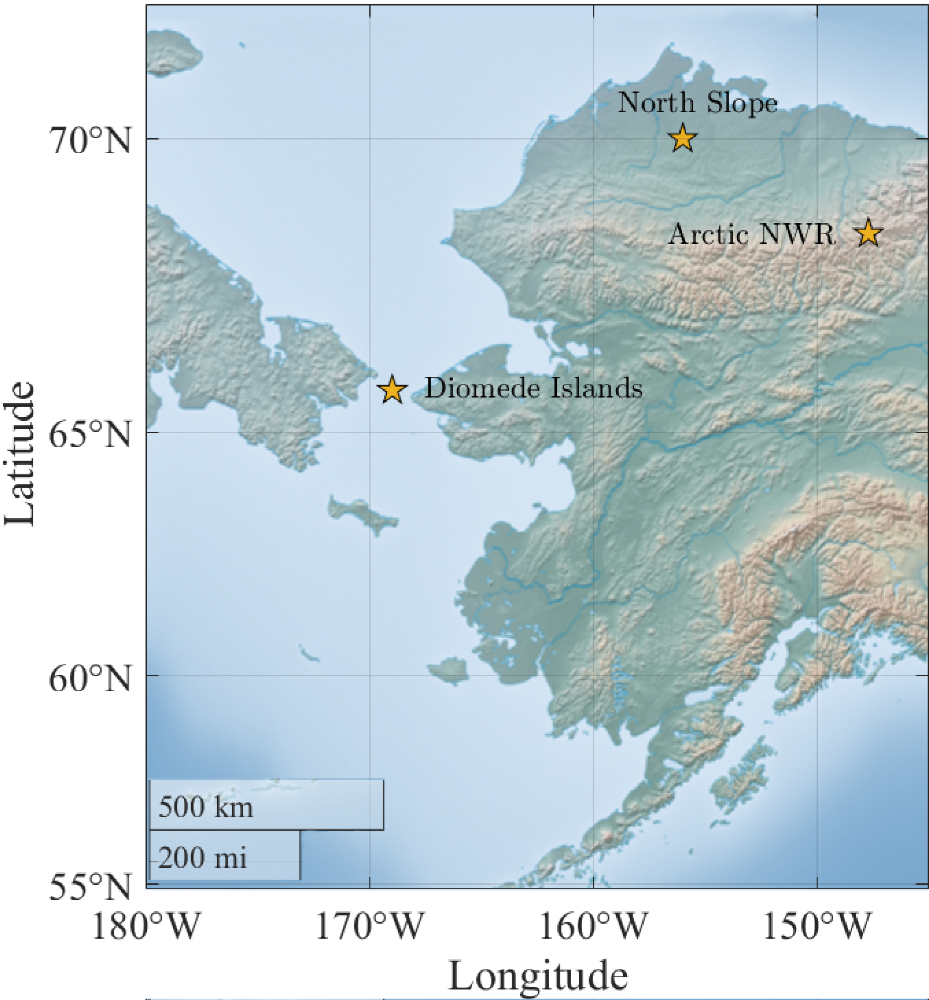 North Slope
70°N
Arctic NWR
Diomede Islands
65°N
Latitude
60°N
500 km
200 mi
55°N
180°W
170°W
160°W
150°W
Longitude